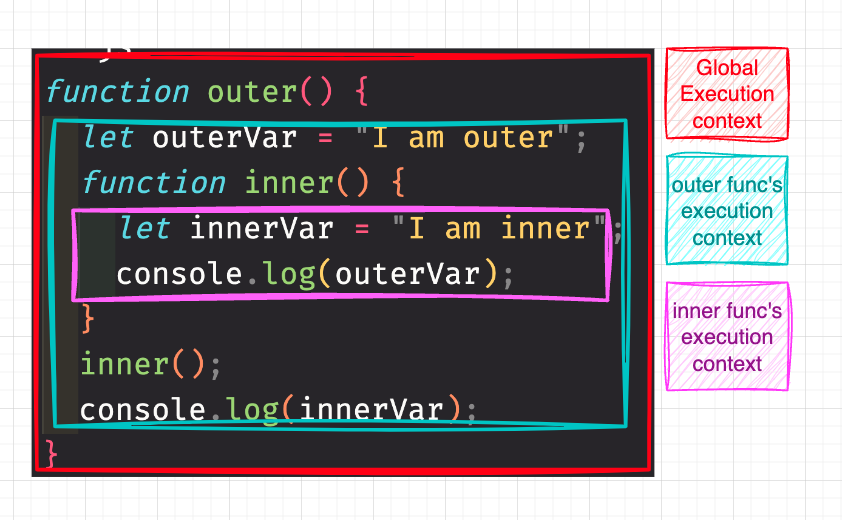 function outer() {
let outerVar = "I am outer";
function inner() {
let innerVar = "I am inner";
console.log(outerVar);
}
inner();
console.log(innerVar);
}
Global
Execution
context
outer func's
execution
context
inner func's
execution
context